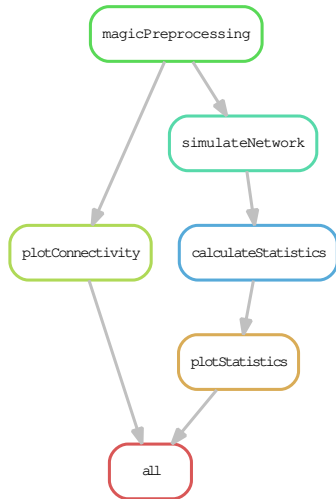 magicPreprocessing
simulateNetwork
plotConnectivity
calculateStatistics
plotStatistics
all